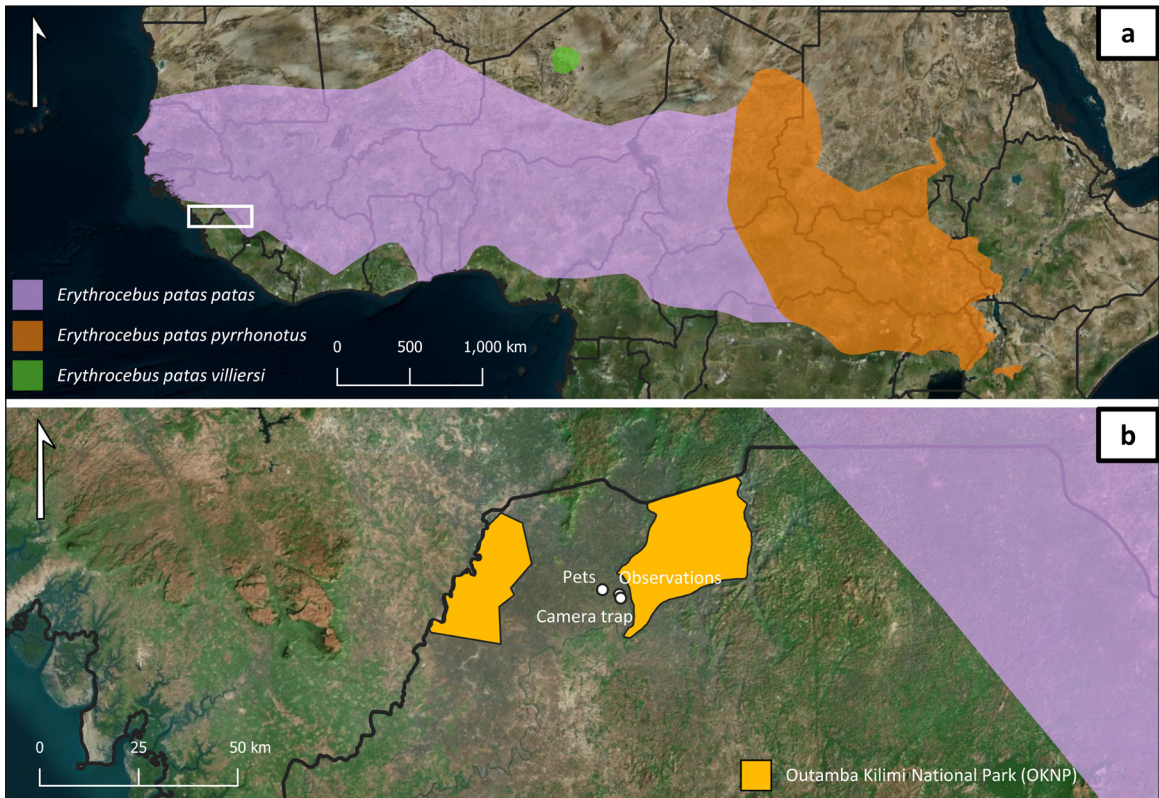 a
Erythrocebus patas patas
Erythrocebus patas pyrrhonotus
Erythrocebus patas villiersi
0 500 1,000 km
b
Pets
Observations
Camera trap
0 25 50 km
Outamba Kilimi National Park (OKNP)